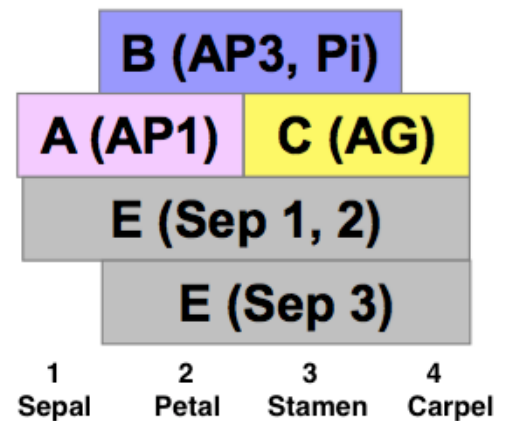 B (AP3, Pi)
A (AP1) C (AG)
E (Sep 1, 2)
E (Sep 3)
1 2 3 4
Sepal Petal Stamen Carpel